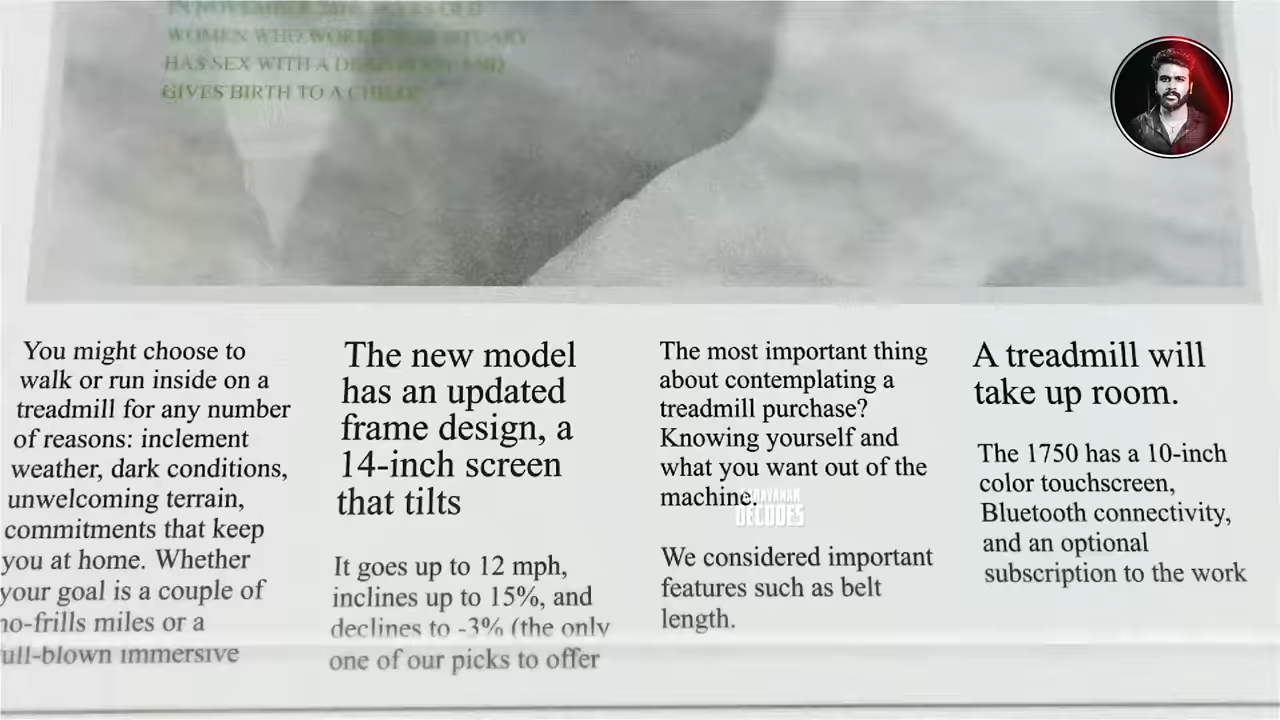 WOMEN WHO
HAS SEX WITH A AND
GIVES BIRTH TO A
You might choose to
walk or run inside on a
treadmill for any number
of reasons: inclement
weather, dark conditions,
unwelcoming terrain,
commitments that keep
you at home. Whether
your goal is a couple of
no-frills miles or a
ull-blown immersive
The new model
has an updated
frame design, a
14-inch screen
that tilts
It goes up to 12 mph,
inclines up to 15%, and
declines to -3% (the only
one of our picks to offer
The most important thing
about contemplating a
treadmill purchase?
Knowing yourself and
what you want out of the
machine.
DECODES
We considered important
features such as belt
length.
A treadmill will
take up room.
The 1750 has a 10-inch
color touchscreen,
Bluetooth connectivity,
and an optional
subscription to the work